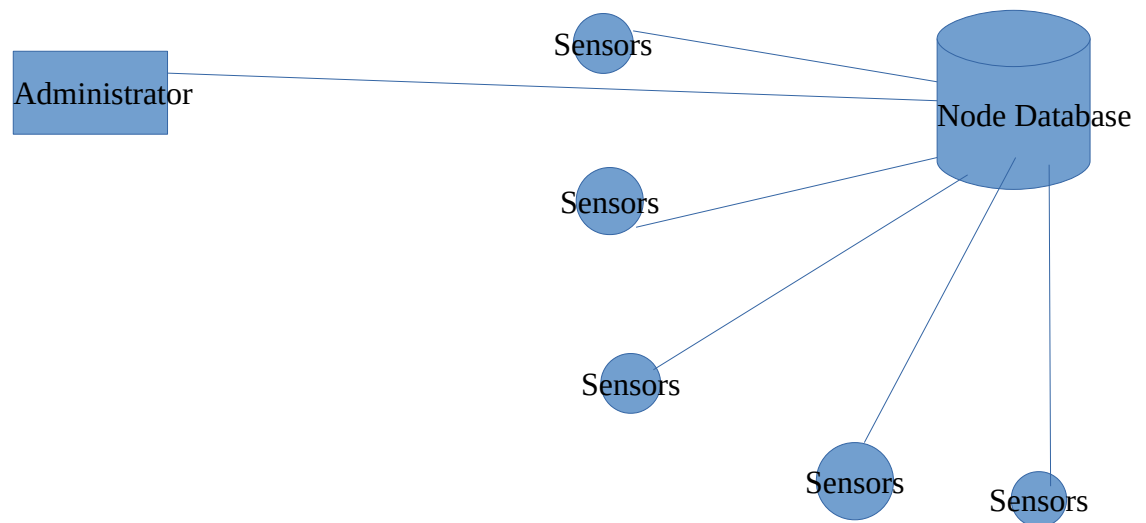 Sensors
Administrator
Node Database
Sensors
Sensors
Sensors
Sensors